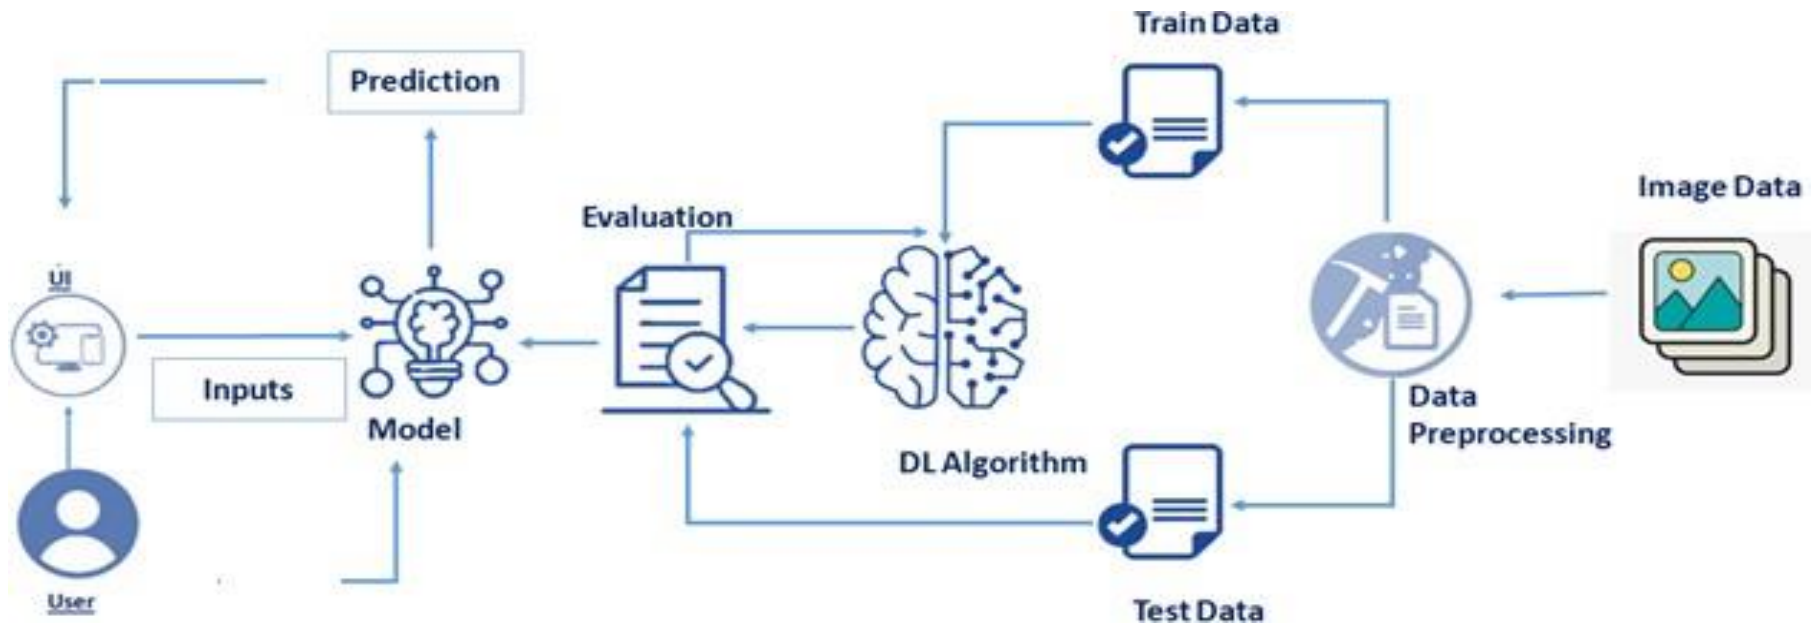 Train Data
Prediction
Image Data
Evaluation
UI
Inputs
Model
Data
Preprocessing
DL Algorithm
User
Test Data